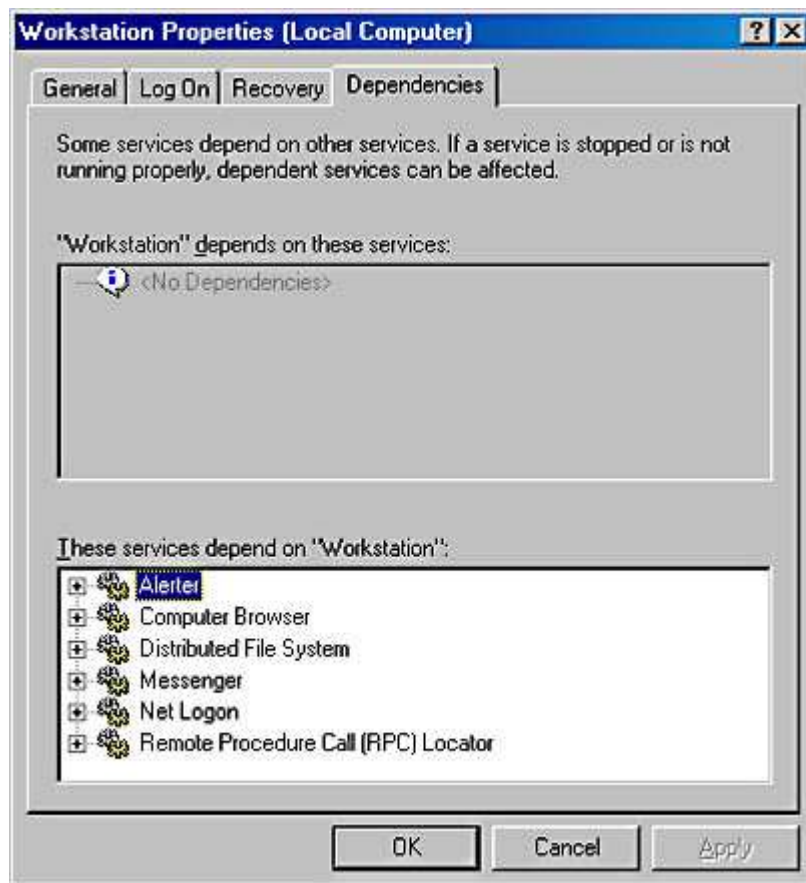 Workstation Properties (Local Computer)
General
Log On
Recovery
Dependencies
Some services depend on other services. If a service is stopped or is not
running properly, dependent services can be affected.
"Workstation" depends on these services:
<No Dependencies>
These services depend on "Workstation":
Alerter
Computer Browser
Distributed File System
Messenger
Net Logon
Remote Procedure Call (RPC) Locator
OK
Cancel
Apply